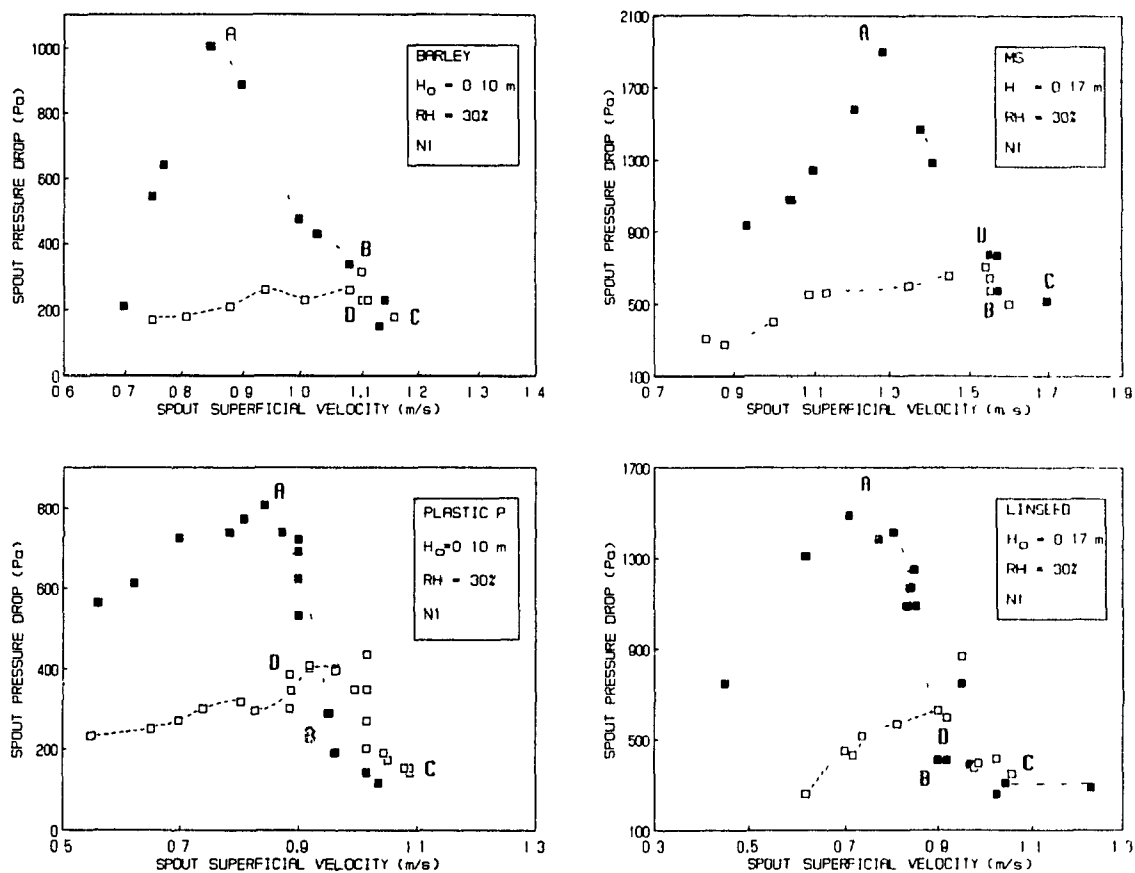 1000
800
600
400
200
0
SPOUT PRESSURE DROP (Pa)
A
B
D
C
BARLEY
H₀ = 0 10 m
RH = 30%
N1
0 6 0 7 0 8 0 9 1 0 1 1 1 2 1 3 1 4
SPOUT SUPERFICIAL VELOCITY (m/s)
2100
1700
1300
900
500
100
SPOUT PRESSURE DROP (Pa)
A
D
B
C
MS
H = 0 17 m
RH = 30%
N1
0 7 0 9 1 1 1 3 1 5 1 7 1 9
SPOUT SUPERFICIAL VELOCITY (m s)
800
600
400
200
0
SPOUT PRESSURE DROP (Pa)
A
D
B
C
PLASTIC P
H₀=0 10 m
RH = 30%
N1
0 5 0 7 0 9 1 1 1 3
SPOUT SUPERFICIAL VELOCITY (m/s)
1700
1300
900
500
100
SPOUT PRESSURE DROP (Pa)
A
D
B
C
LINSEED
H₀ = 0 17 m
RH = 30%
N1
0 3 0 5 0 7 0 9 1 1 1 3
SPOUT SUPERFICIAL VELOCITY (m/s)